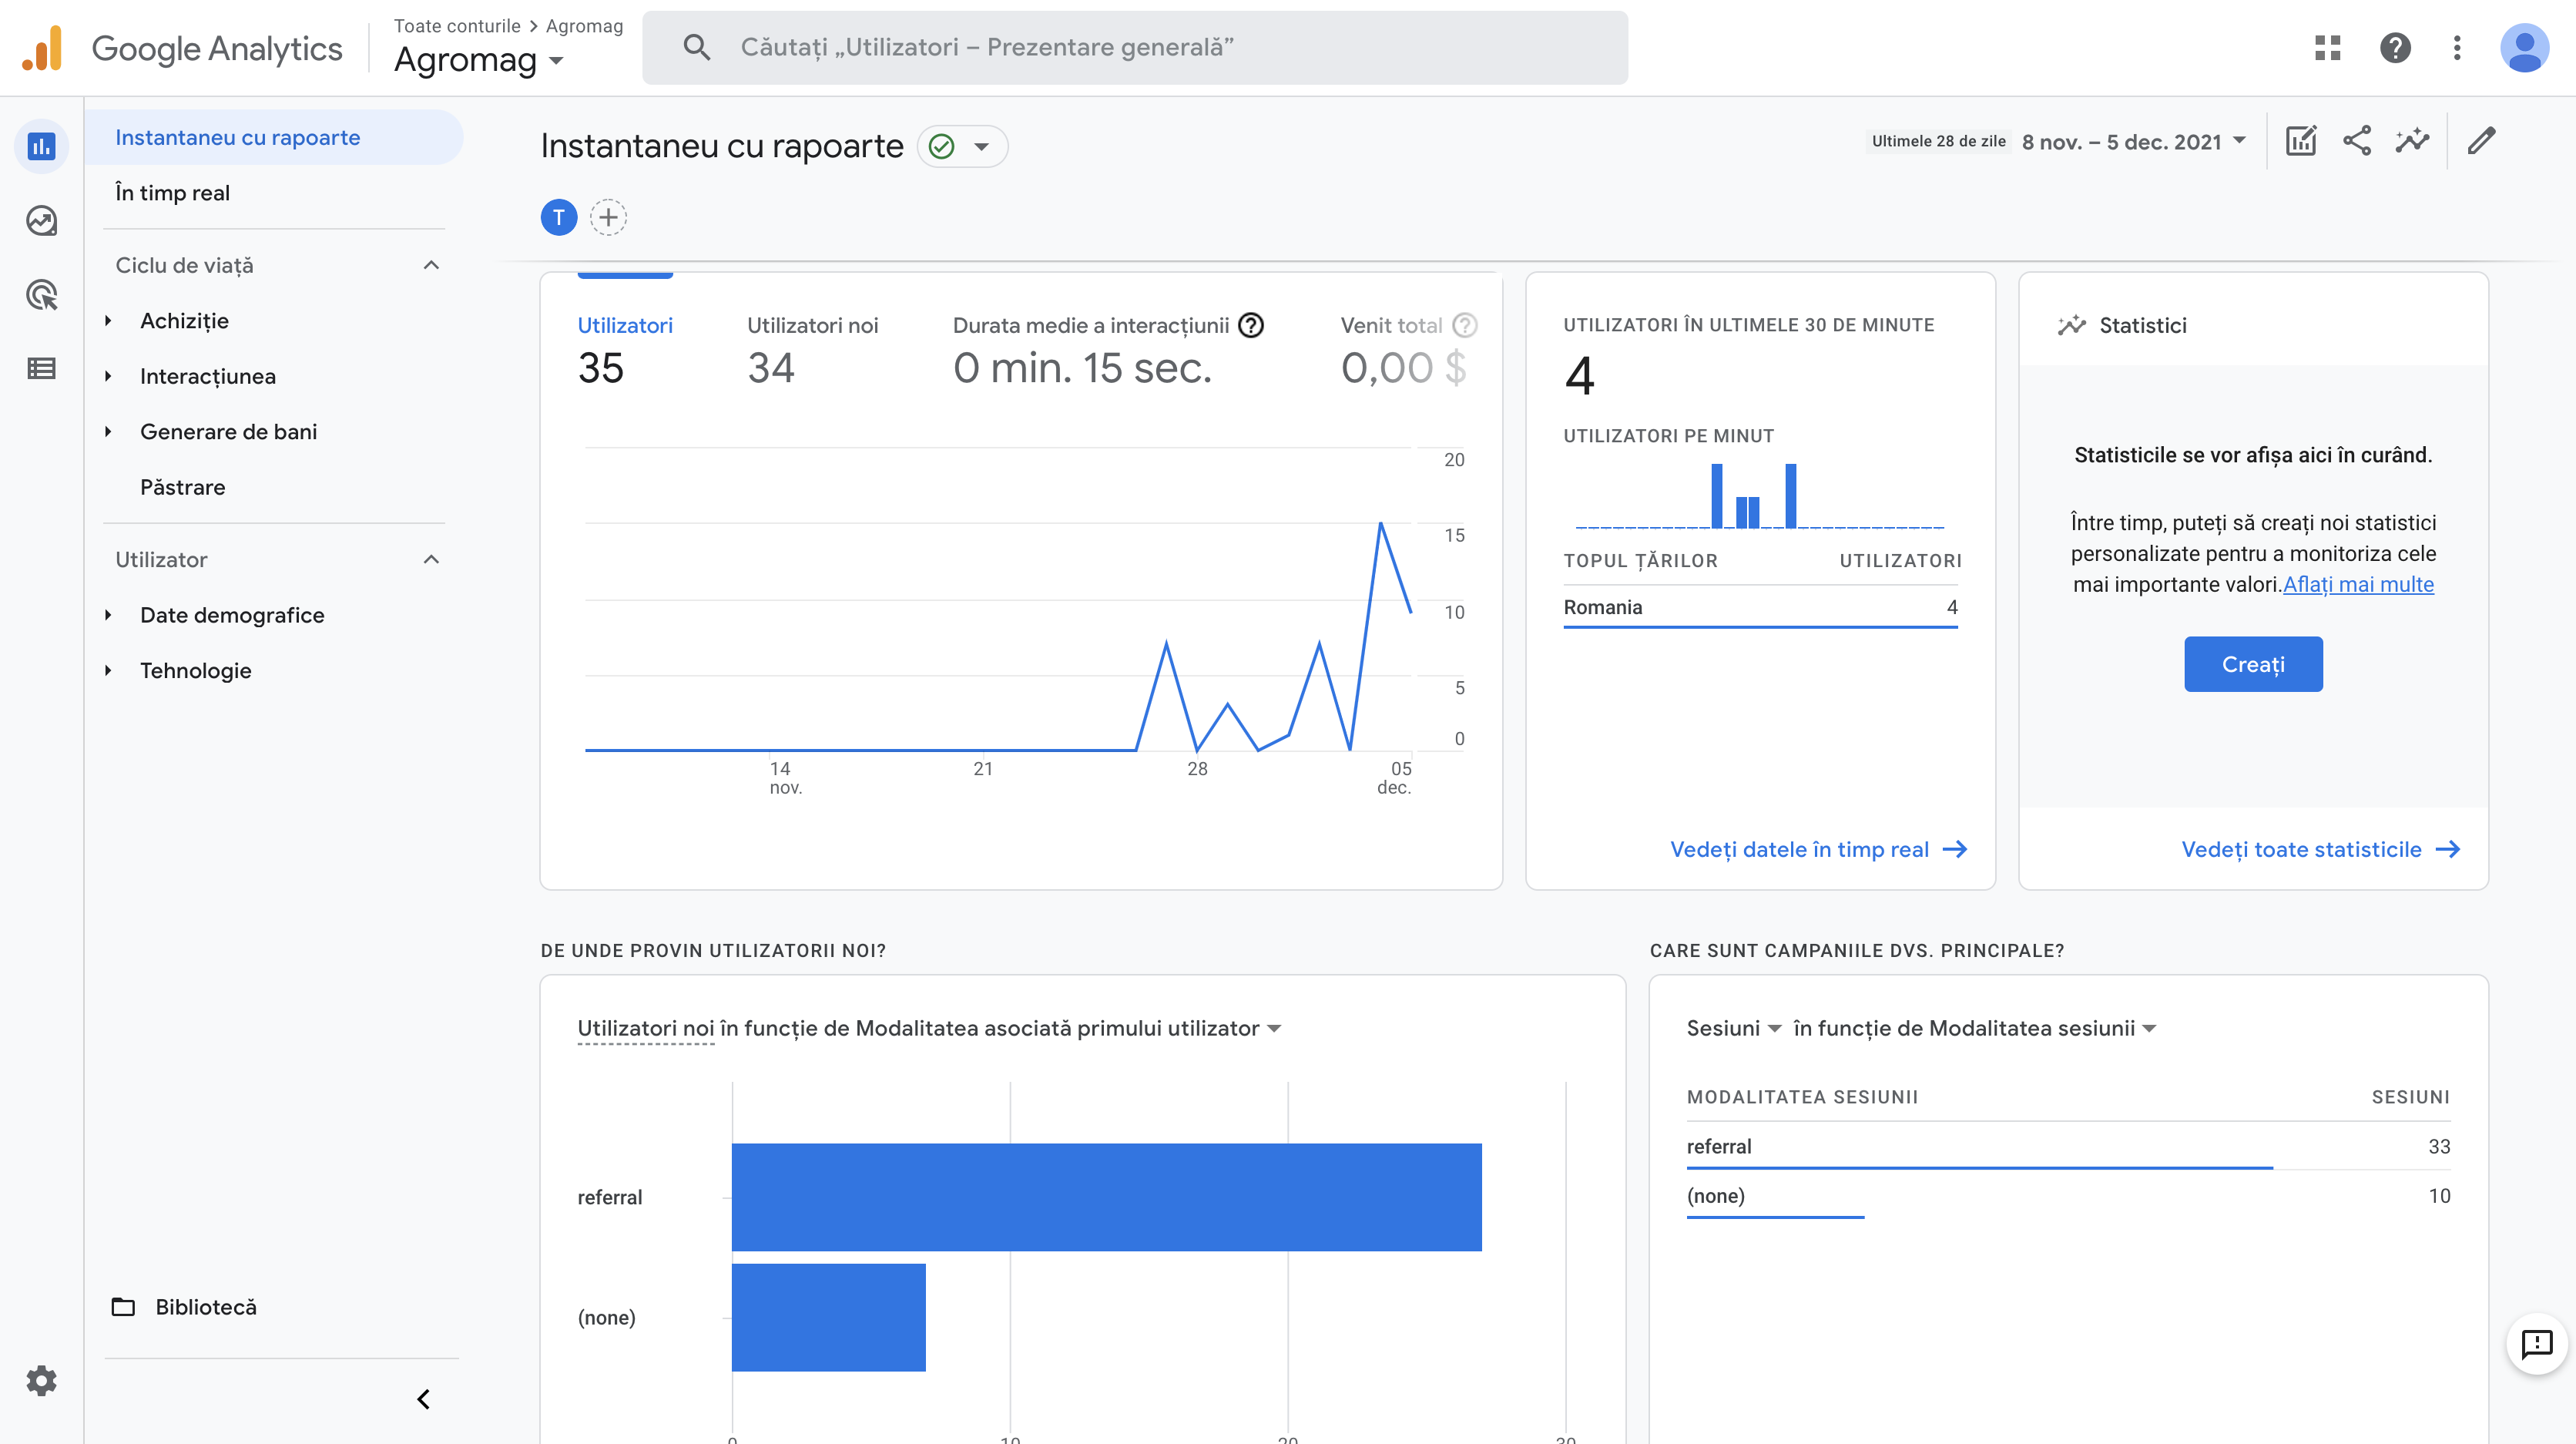 Google Analytics
Toate conturile > Agromag
Agromag
Căutați „Utilizatori – Prezentare generală”
Instantaneu cu rapoarte
În timp real
Ciclu de viață
Achiziție
Interacțiunea
Generare de bani
Păstrare
Utilizator
Date demografice
Tehnologie
Bibliotecă
Instantaneu cu rapoarte
Ultimele 28 de zile 8 nov. – 5 dec. 2021
T
Utilizatori
35
Utilizatori noi
34
Durata medie a interacțiunii
0 min. 15 sec.
Venit total
0,00 $
20
15
10
5
0
14
nov.
21
28
05
dec.
UTILIZATORI ÎN ULTIMELE 30 DE MINUTE
4
UTILIZATORI PE MINUT
TOPUL ȚĂRILOR UTILIZATORI
Romania 4
Vedeți datele în timp real
Statistici
Statisticile se vor afișa aici în curând.
Între timp, puteți să creați noi statistici
personalizate pentru a monitoriza cele
mai importante valori.Aflați mai multe
Creați
Vedeți toate statisticile
DE UNDE PROVIN UTILIZATORII NOI?
Utilizatori noi în funcție de Modalitatea asociată primului utilizator
referral
(none)
0 10 20 30
CARE SUNT CAMPANIILE DVS. PRINCIPALE?
Sesiuni în funcție de Modalitatea sesiunii
MODALITATEA SESIUNII SESIUNI
referral 33
(none) 10